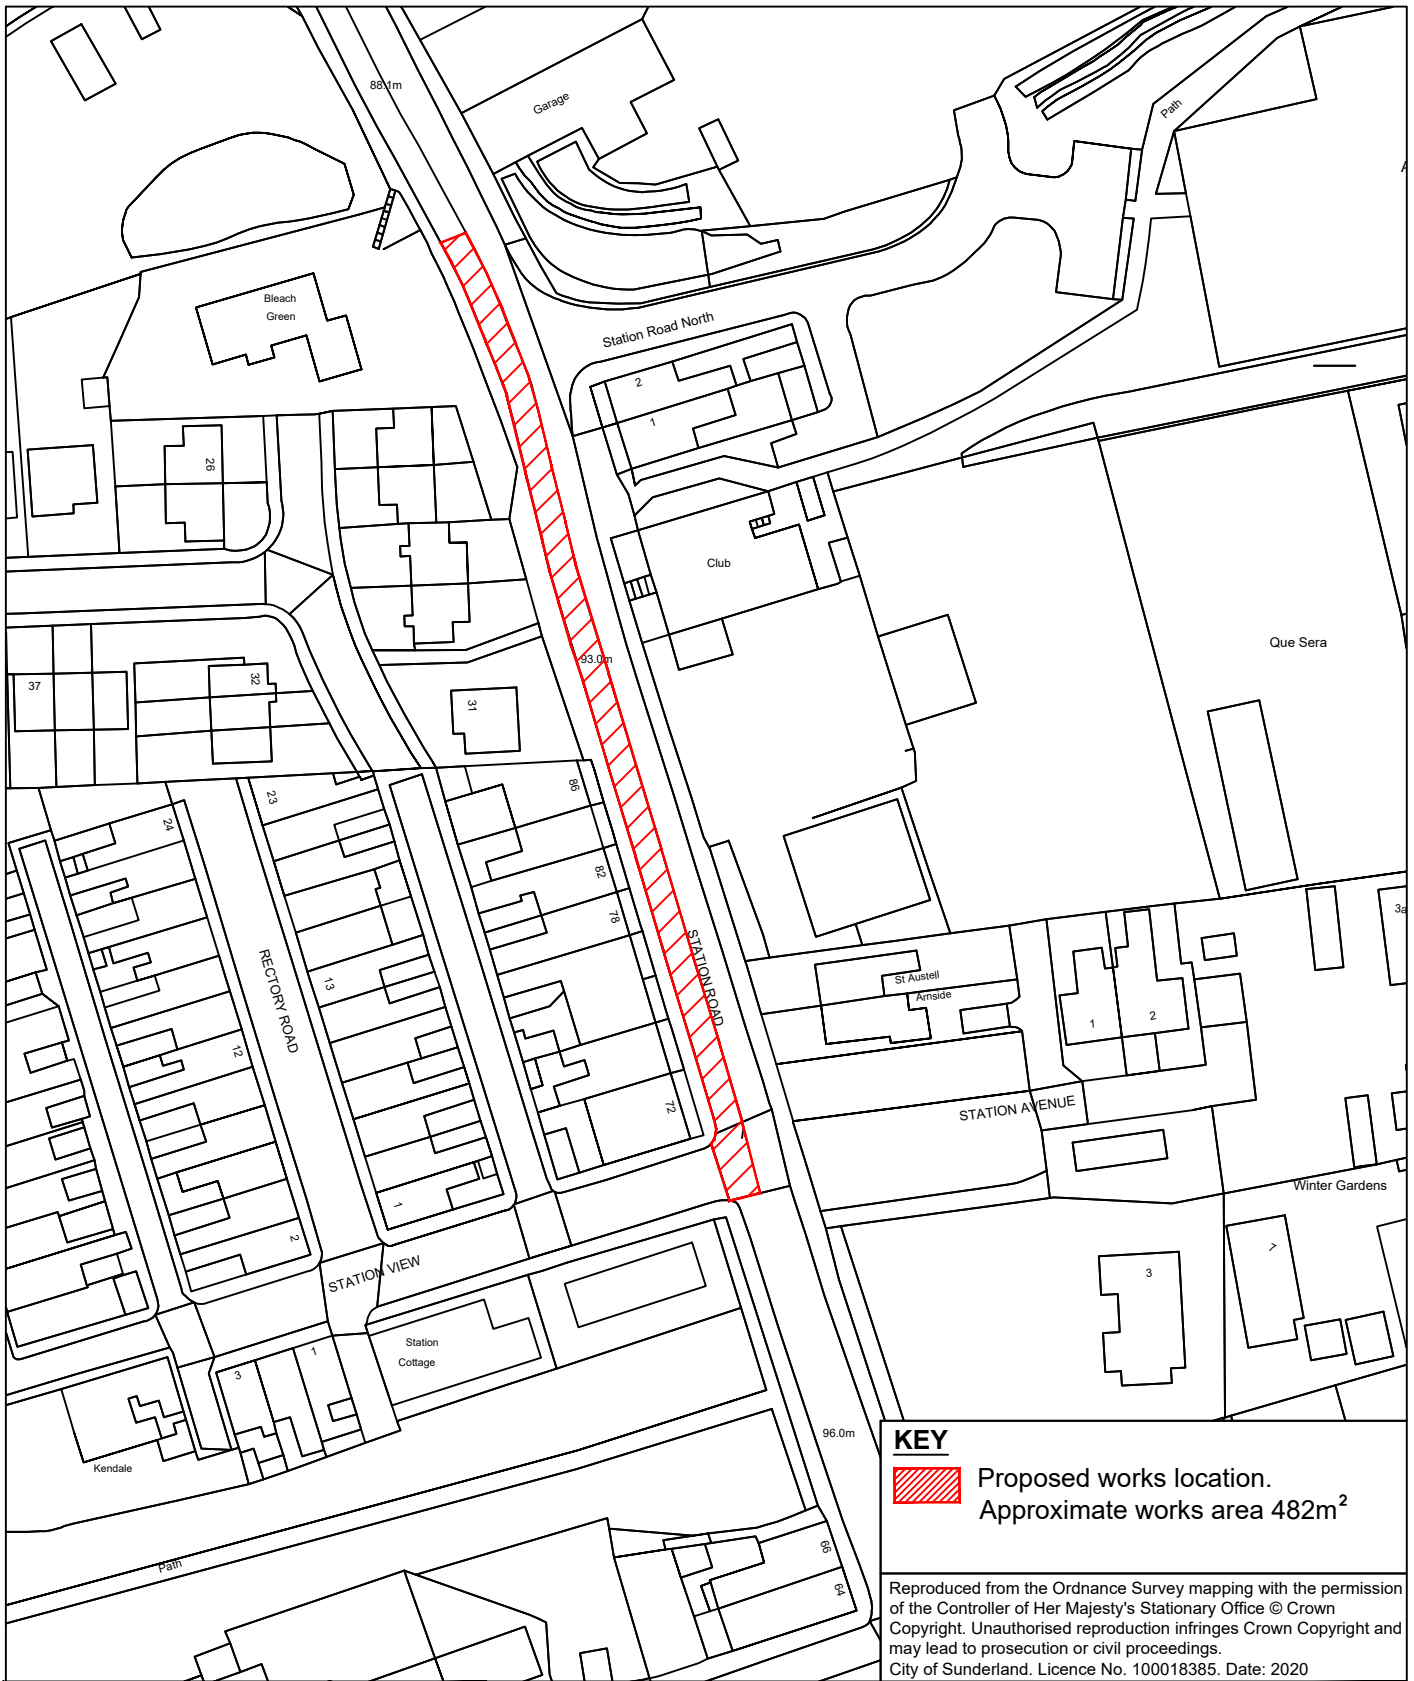 88.1m
Garage
Path
A
Bleach
Green
Station Road North
2
1
26
Club
Que Sera
93.0m
37
32
31
23
86
24
82
78
3a
RECTORY ROAD
13
STATION ROAD
St Austell
Arnside
1
2
12
72
STATION AVENUE
1
Winter Gardens
2
STATION VIEW
7
3
Station
Cottage
1
3
96.0m
Kendale
Path
66
64
KEY
Proposed works location.
Approximate works area 482m²
Reproduced from the Ordnance Survey mapping with the permission
of the Controller of Her Majesty's Stationary Office © Crown
Copyright. Unauthorised reproduction infringes Crown Copyright and
may lead to prosecution or civil proceedings.
City of Sunderland. Licence No. 100018385. Date: 2020